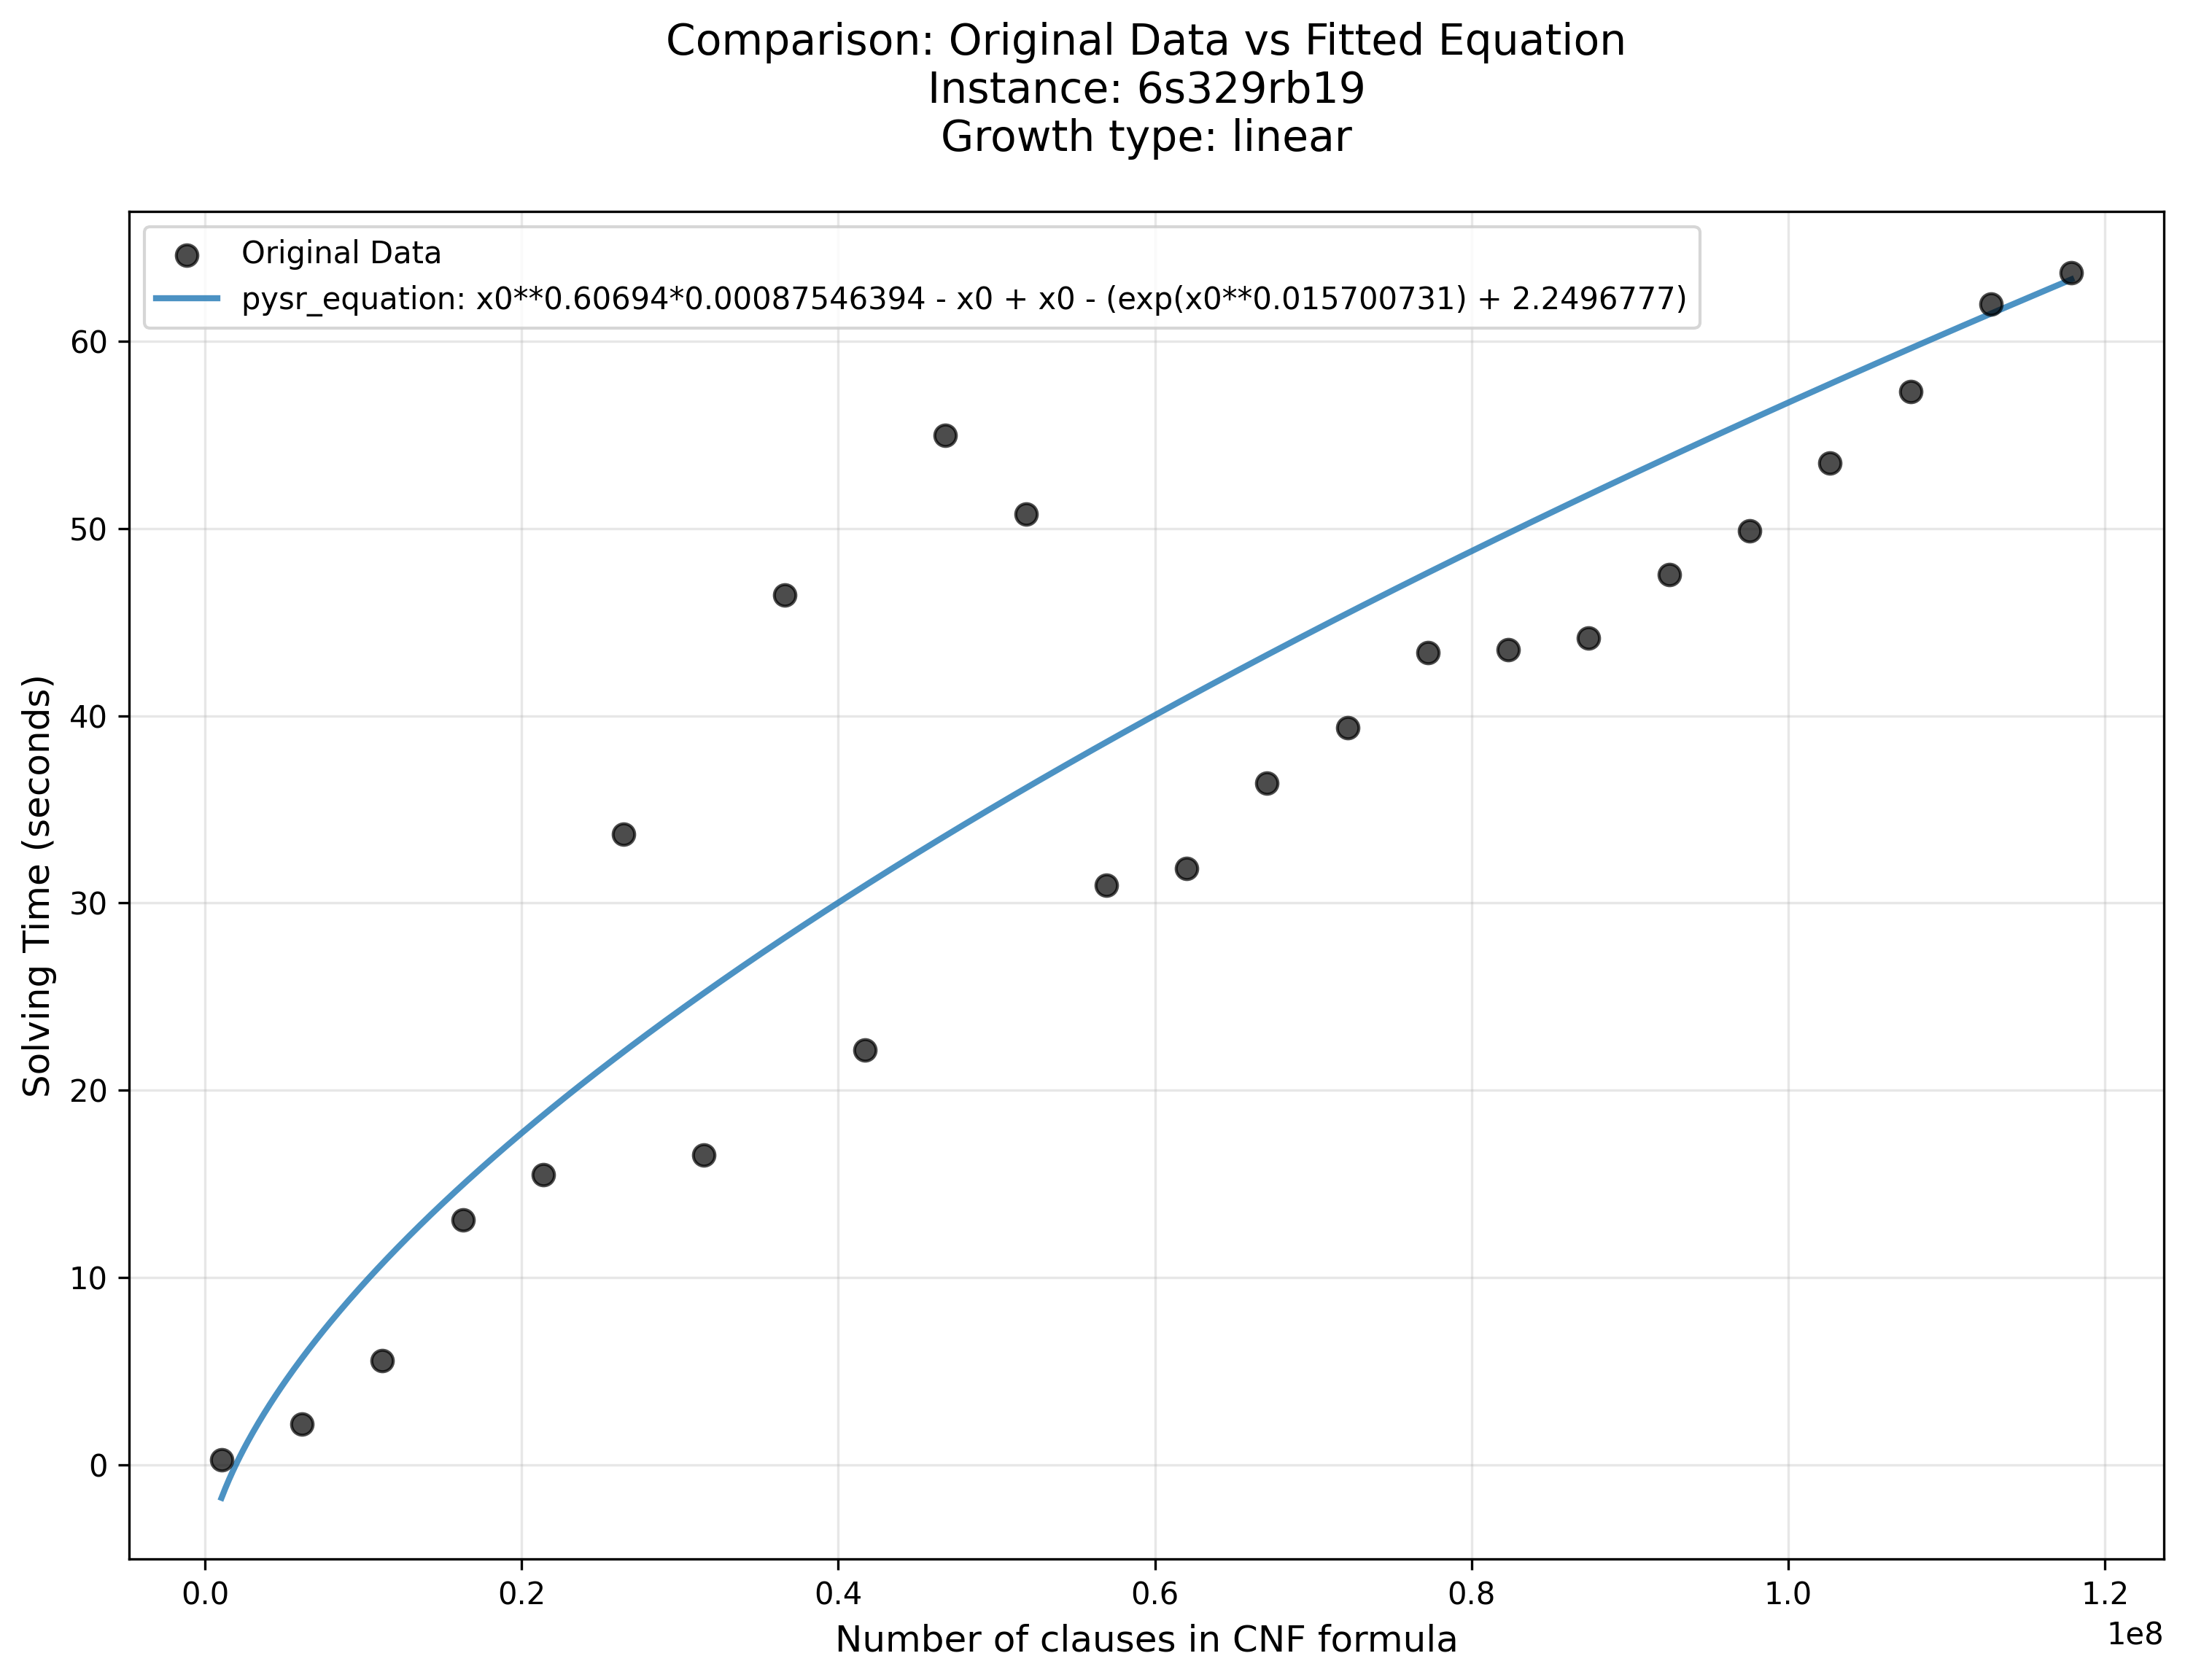 Comparison: Original Data vs Fitted Equation
Instance: 6s329rb19
Growth type: linear
Original Data
pysr_equation: x0**0.60694*0.00087546394 - x0 + x0 - (exp(x0**0.015700731) + 2.2496777)
Solving Time (seconds)
60
50
40
30
20
10
0
0.0 0.2 0.4 0.6 0.8 1.0 1.2
1e8
Number of clauses in CNF formula